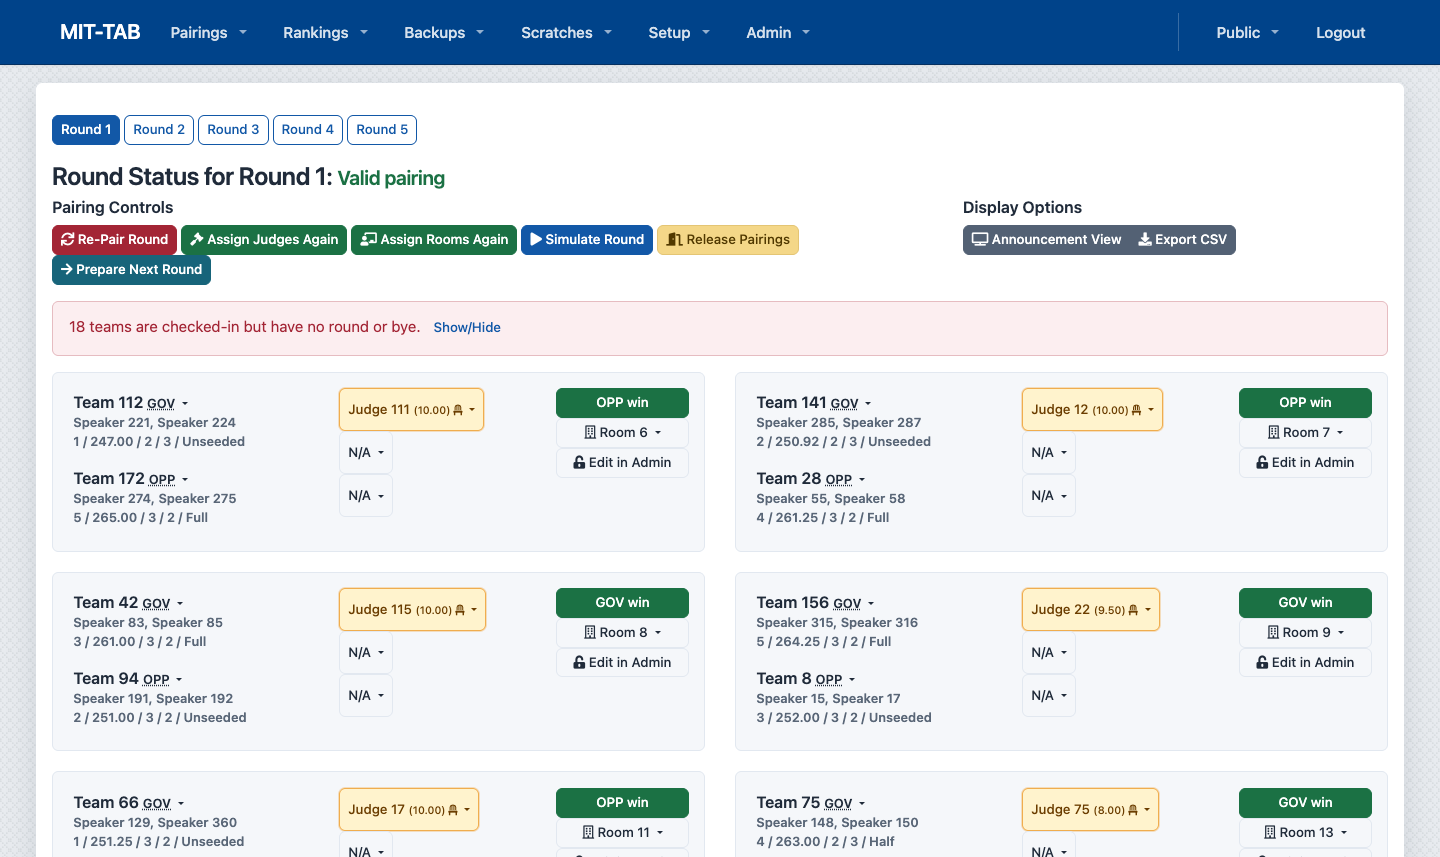 MIT-TAB Pairings Rankings Backups Scratches Setup Admin Public Logout
Round 1 Round 2 Round 3 Round 4 Round 5
Round Status for Round 1: Valid pairing
Pairing Controls
Re-Pair Round Assign Judges Again Assign Rooms Again Simulate Round Release Pairings
Prepare Next Round
Display Options
Announcement View Export CSV
18 teams are checked-in but have no round or bye. Show/Hide
Team 112 GOV
Speaker 221, Speaker 224
1 / 247.00 / 2 / 3 / Unseeded
Team 172 OPP
Speaker 274, Speaker 275
5 / 265.00 / 3 / 2 / Full
Judge 111 (10.00)
N/A
N/A
OPP win
Room 6
Edit in Admin
Team 141 GOV
Speaker 285, Speaker 287
2 / 250.92 / 2 / 3 / Unseeded
Team 28 OPP
Speaker 55, Speaker 58
4 / 261.25 / 3 / 2 / Full
Judge 12 (10.00)
N/A
N/A
OPP win
Room 7
Edit in Admin
Team 42 GOV
Speaker 83, Speaker 85
3 / 261.00 / 3 / 2 / Full
Team 94 OPP
Speaker 191, Speaker 192
2 / 251.00 / 3 / 2 / Unseeded
Judge 115 (10.00)
N/A
N/A
GOV win
Room 8
Edit in Admin
Team 156 GOV
Speaker 315, Speaker 316
5 / 264.25 / 3 / 2 / Full
Team 8 OPP
Speaker 15, Speaker 17
3 / 252.00 / 3 / 2 / Unseeded
Judge 22 (9.50)
N/A
N/A
GOV win
Room 9
Edit in Admin
Team 66 GOV
Speaker 129, Speaker 360
1 / 251.25 / 3 / 2 / Unseeded
Judge 17 (10.00)
N/A
OPP win
Room 11
Team 75 GOV
Speaker 148, Speaker 150
4 / 263.00 / 2 / 3 / Half
Judge 75 (8.00)
N/A
GOV win
Room 13